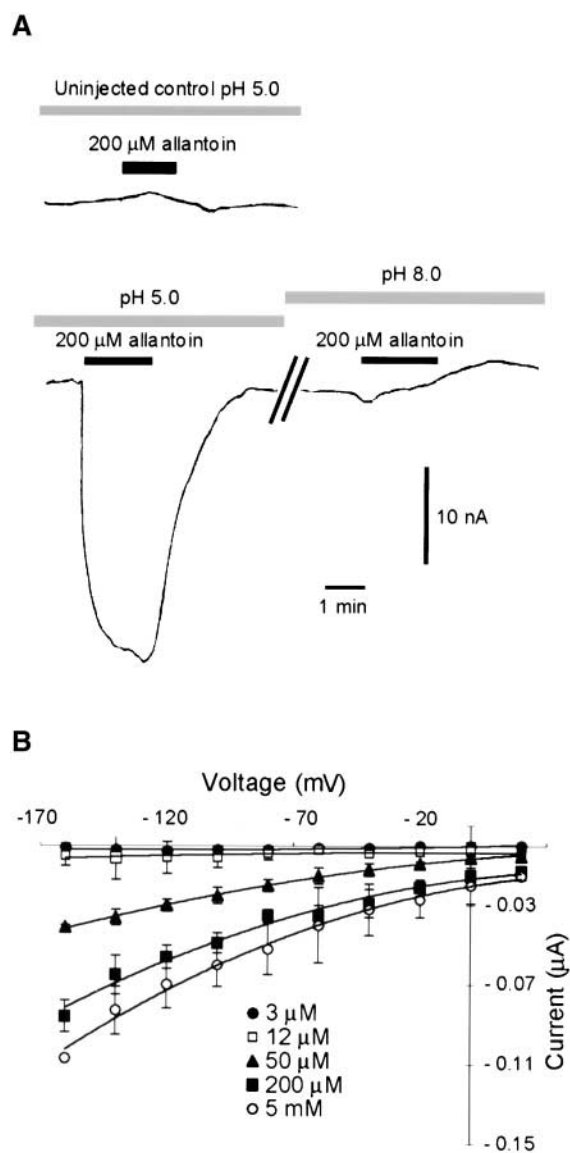 A
Uninjected control pH 5.0
200 µM allantoin
pH 8.0
pH 5.0
200 µM allantoin
200 µM allantoin
10 nA
1 min
B
Voltage (mV)
-170
- 120
- 70
- 20
- 0.03
- 0.07
- 0.11
- 0.15
Current (µA)
3 µM
12 µM
50 µM
200 µM
5 mM